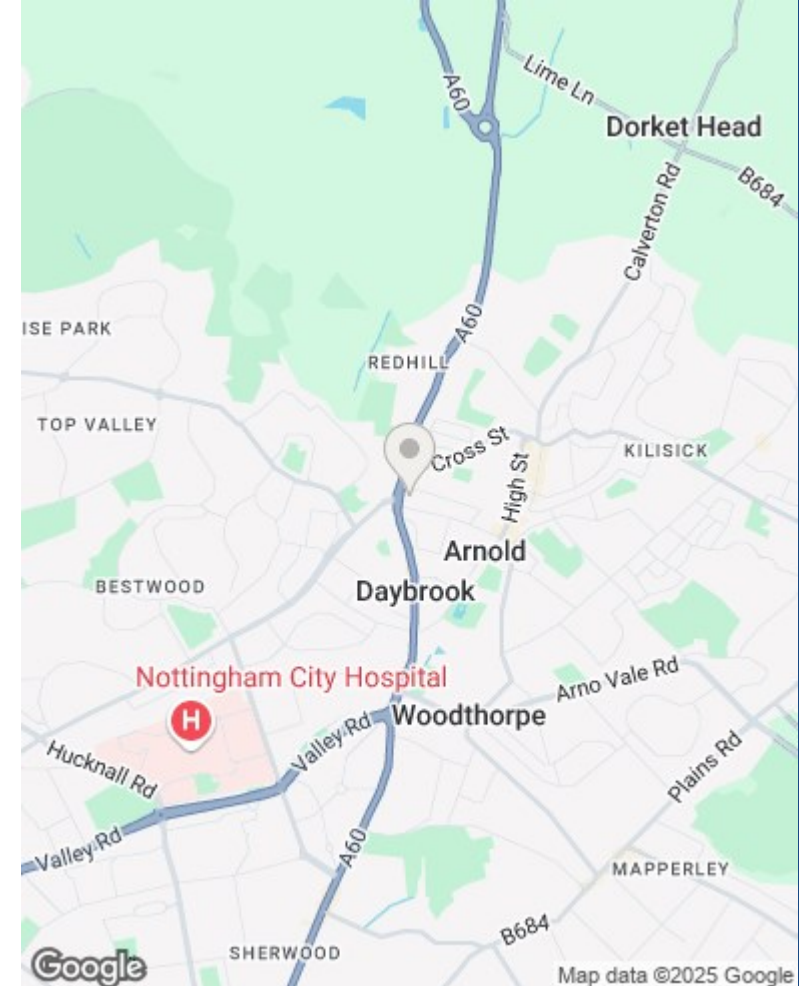 A60
Lime Ln
Dorket Head
B684
Calverton Rd
A60
ISE PARK
REDHILL
TOP VALLEY
Cross St
KILISICK
High St
Arnold
BESTWOOD
Daybrook
Nottingham City Hospital
H
Arno Vale Rd
Woodthorpe
Valley Rd
Hucknall Rd
Plains Rd
Valley Rd
A60
MAPPERLEY
B684
SHERWOOD
Google
Map data ©2025 Google